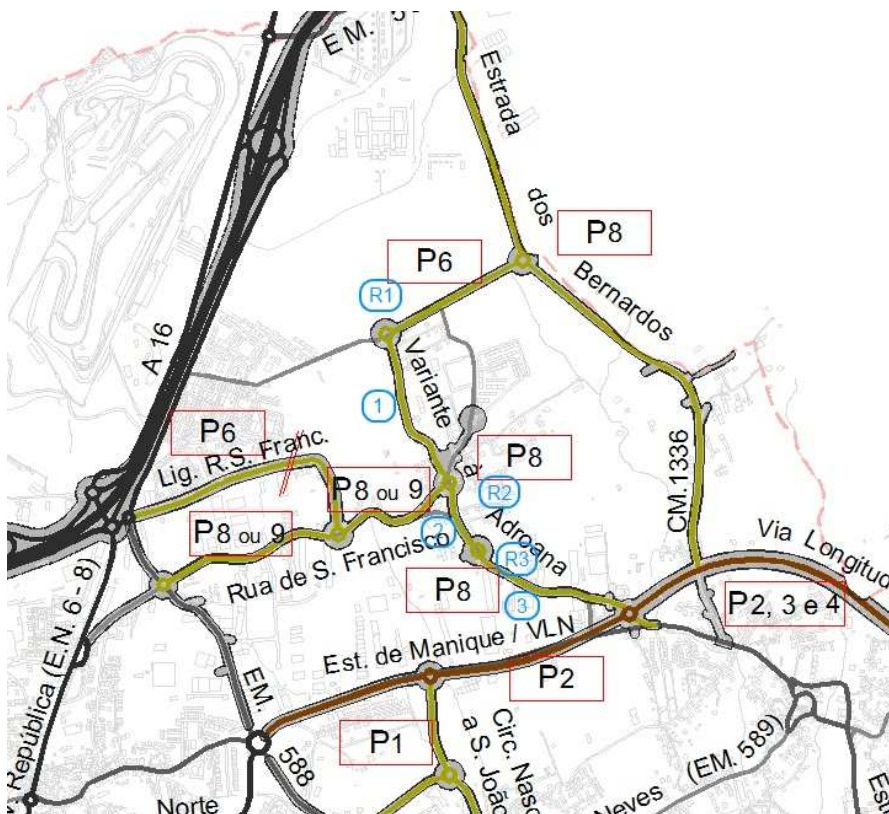 E M. 5
Estrada
dos
Bernardos
P8
P6
R1
A 16
Variante
à
Adroana
1
P6
Lig. R.S. Franc.
P8 ou 9
P8
R2
P8 ou 9
2
Rua de S. Francisco
R3
P8
3
CM.1336
Via Longitud
P2, 3 e 4
Est. de Manique / VLN
P2
República (E.N. 6 - 8)
EM.
588
P1
Circ. Nasc
a S. João
(EM. 589)
Neves
Norte
Est